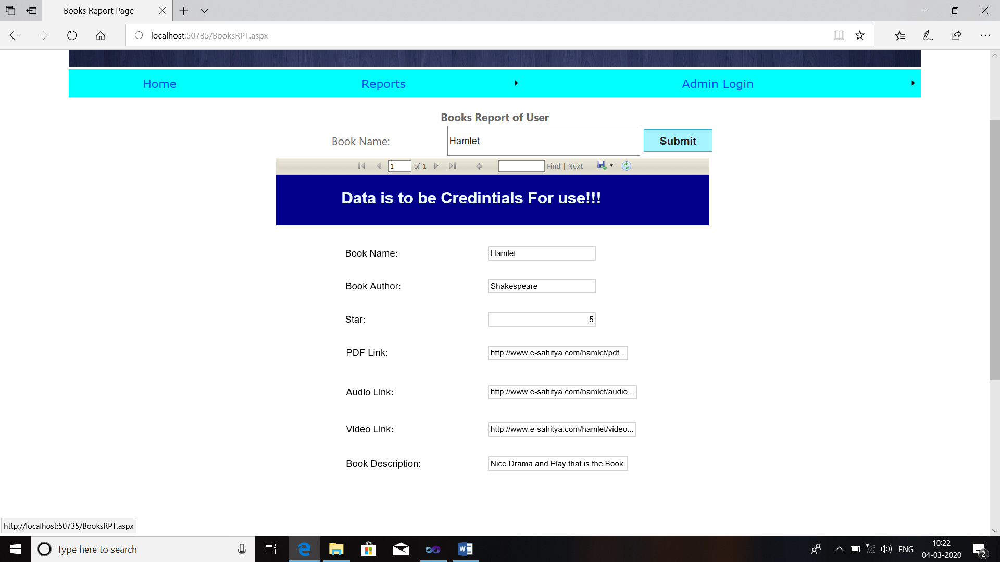 Books Report Page
localhost:50735/BooksRPT.aspx
Home Reports Admin Login
Books Report of User
Book Name: Hamlet Submit
1 of 1 Find | Next
Data is to be Credintials For use!!!
Book Name: Hamlet
Book Author: Shakespeare
Star: 5
PDF Link: http://www.e-sahitya.com/hamlet/pdf...
Audio Link: http://www.e-sahitya.com/hamlet/audio...
Video Link: http://www.e-sahitya.com/hamlet/video...
Book Description: Nice Drama and Play that is the Book.
http://localhost:50735/BooksRPT.aspx
Type here to search
ENG
10:22
04-03-2020
2